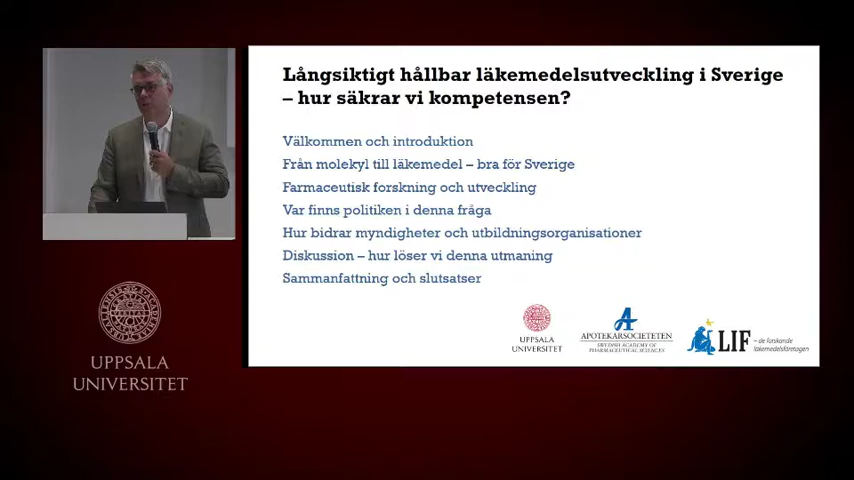 Långsiktigt hållbar läkemedelsutveckling i Sverige
– hur säkrar vi kompetensen?
Välkommen och introduktion
Från molekyl till läkemedel – bra för Sverige
Farmaceutisk forskning och utveckling
Var finns politiken i denna fråga
Hur bidrar myndigheter och utbildningsorganisationer
Diskussion – hur löser vi denna utmaning
Sammanfattning och slutsatser
UPPSALA
UNIVERSITET
APOTEKARSOCIETETEN
SWEDISH ACADEMY OF
PHARMACEUTICAL SCIENCES
LIF
– de forskande
läkemedelsföretagen
UPPSALA
UNIVERSITET